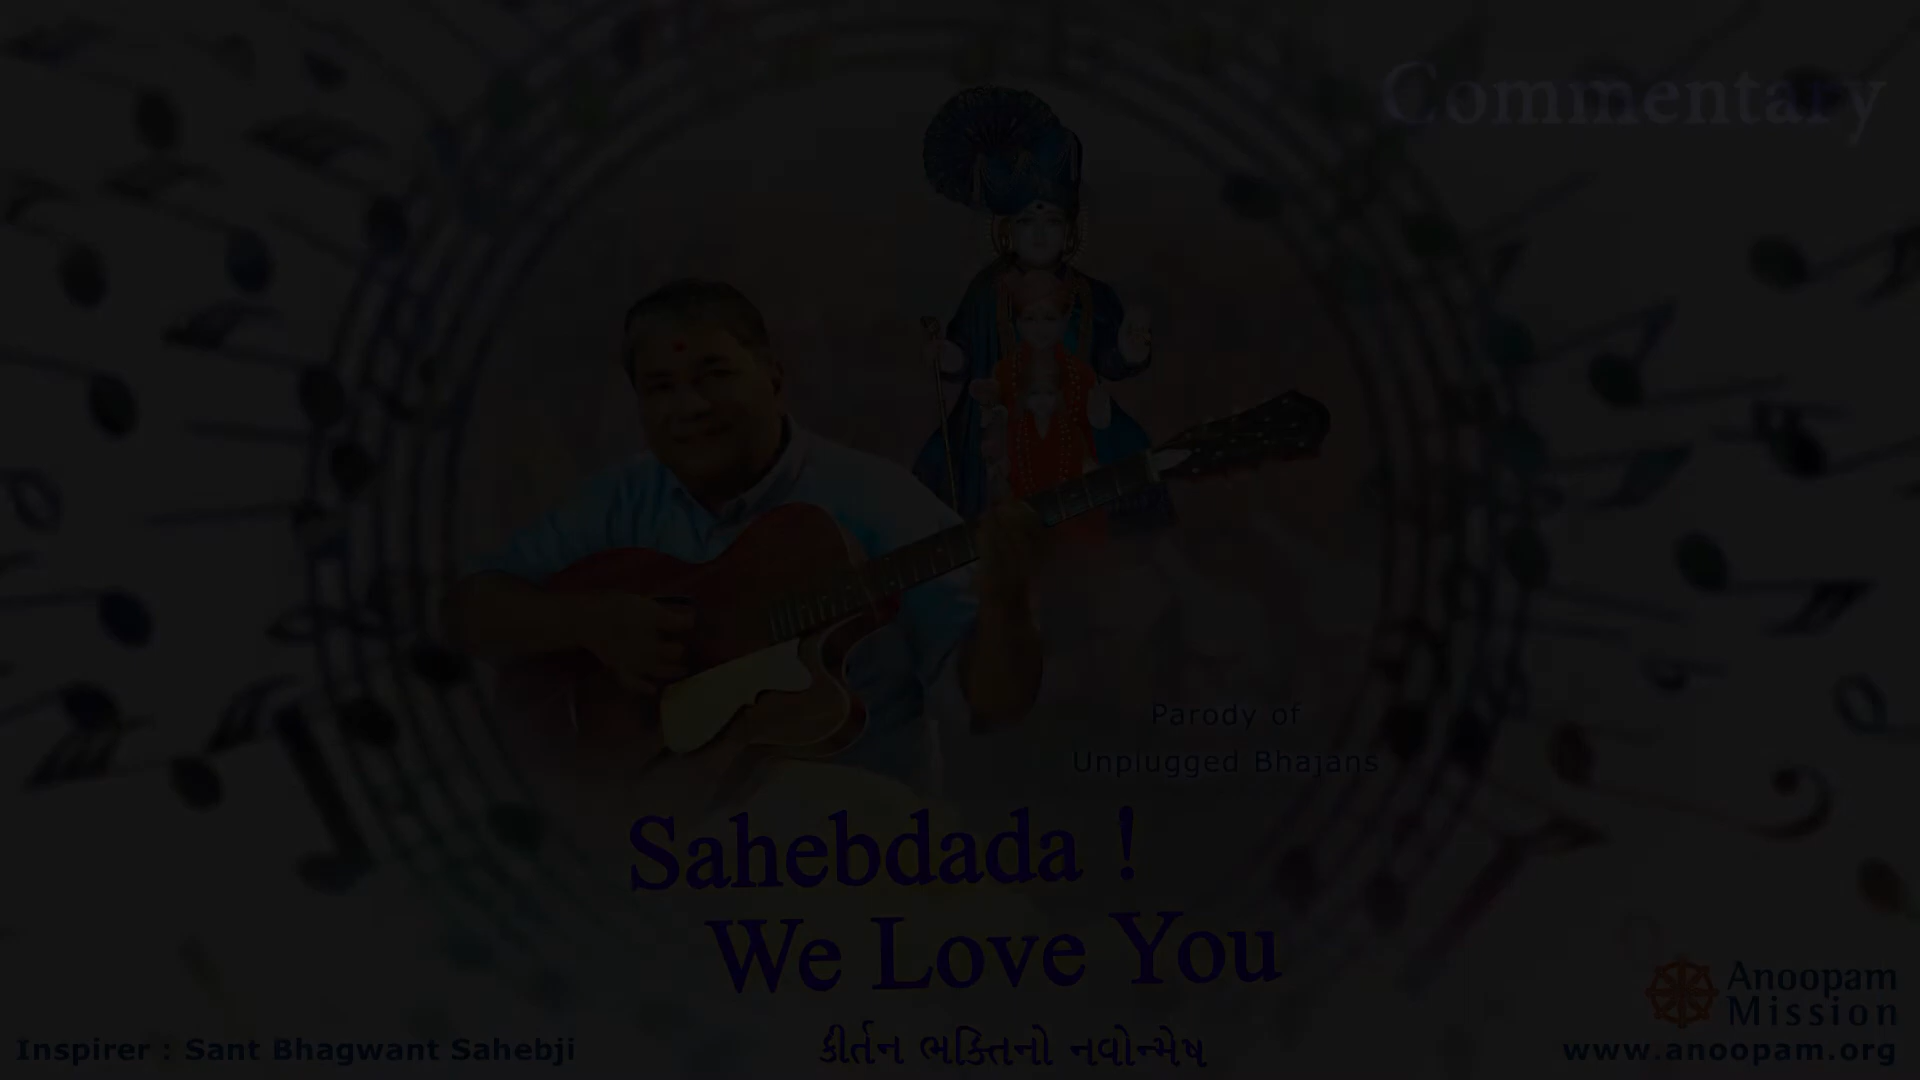 Commentary
Parody of
Unplugged Bhajans
Sahebdada !
We Love You
Anoopam
Mission
Inspirer : Sant Bhagwant Sahebji
કીર્તન ભક્તિનો નવોન્મેષ
www.anoopam.org